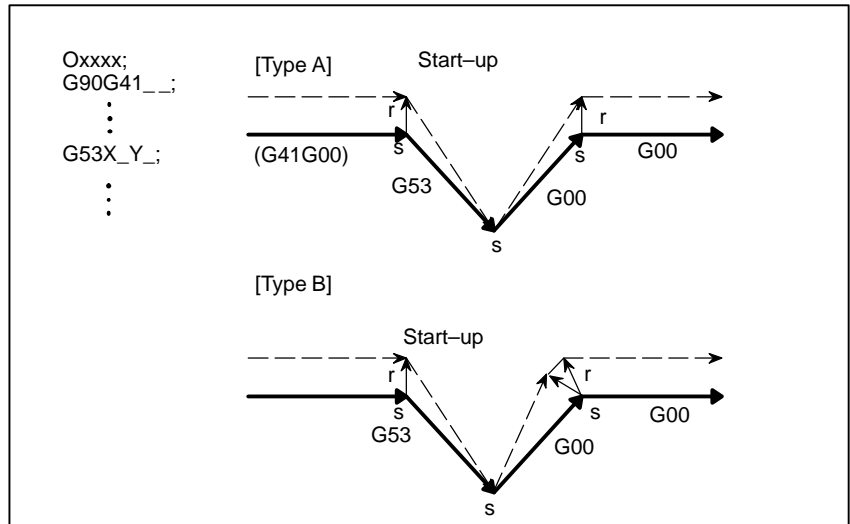 Oxxxx;
G90G41_ _;
G53X_Y_;
[Type A]
Start–up
r
r
(G41G00)
s
s
G00
G53
G00
s
[Type B]
Start–up
r
r
s
s
G00
G53
G00
s